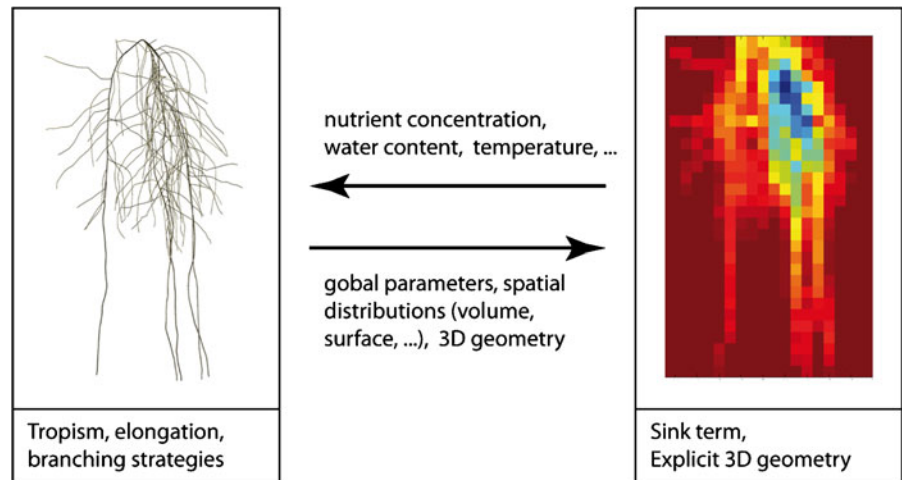 nutrient concentration,
water content, temperature, ...
gobal parameters, spatial
distributions (volume,
surface, ...), 3D geometry
Tropism, elongation,
branching strategies
Sink term,
Explicit 3D geometry